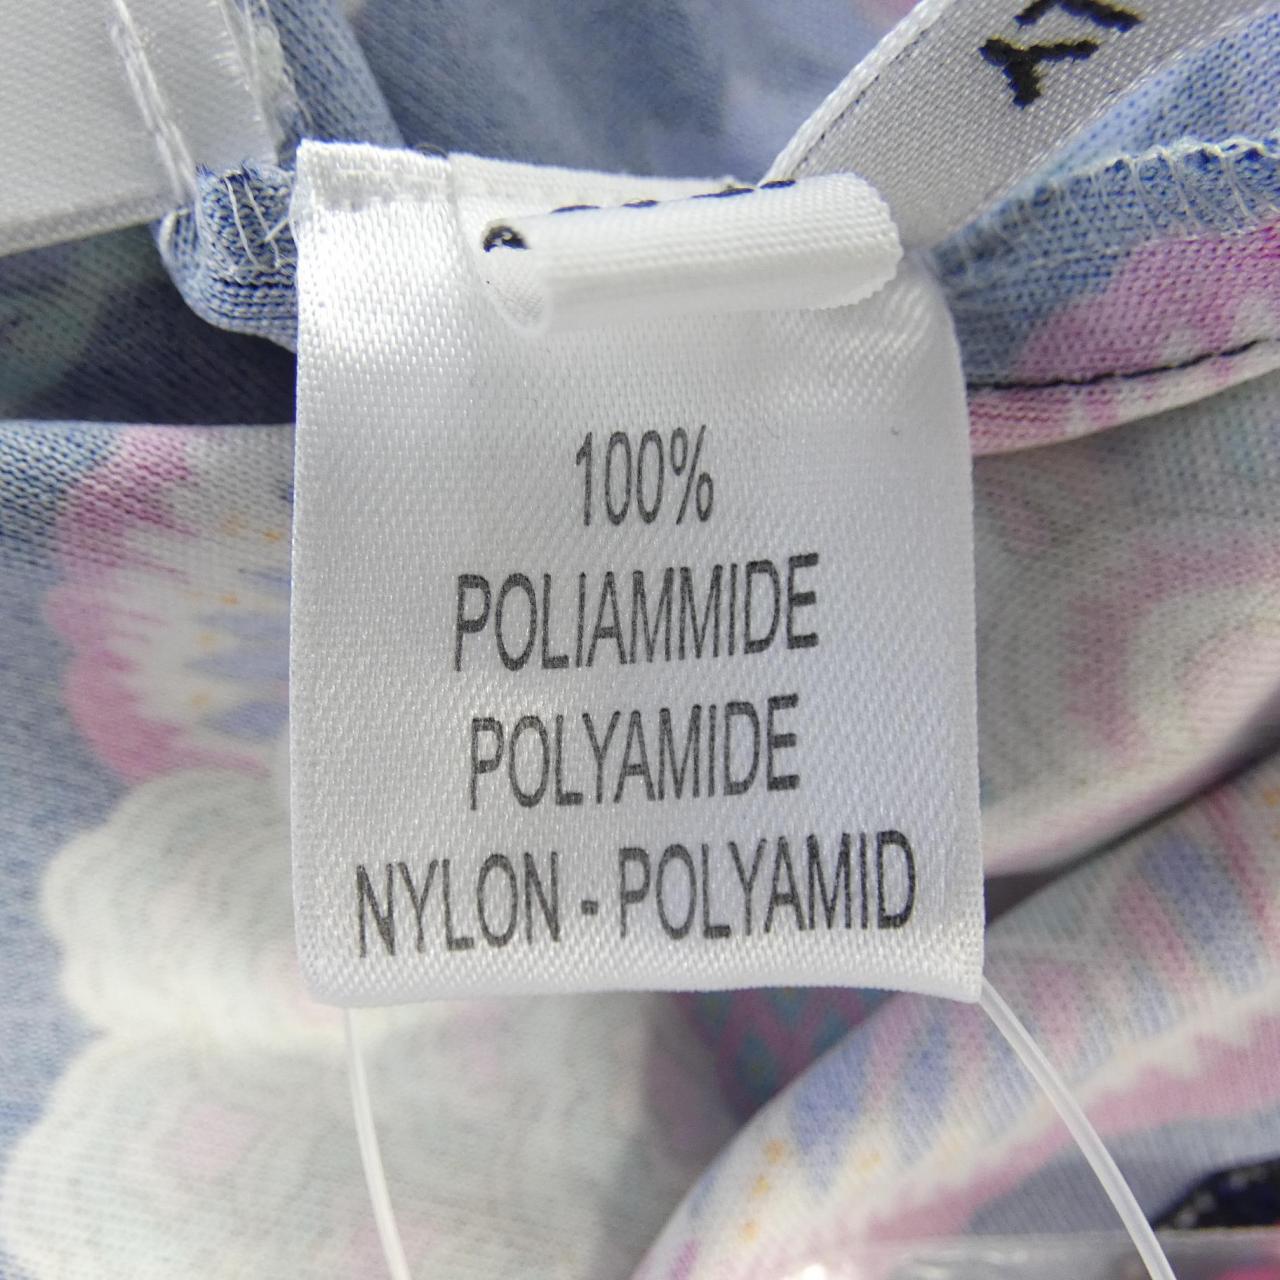 100%
POLIAMMIDE
POLYAMIDE
NYLON - POLYAMID